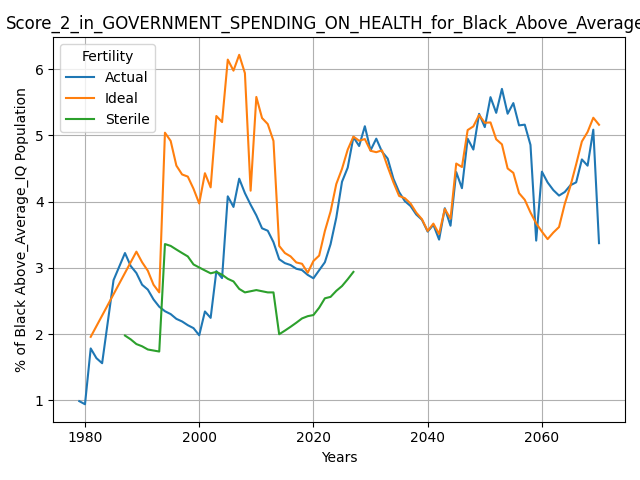 Score_2_in_GOVERNMENT_SPENDING_ON_HEALTH_for_Black_Above_Average
Fertility
Actual
Ideal
Sterile
% of Black Above_Average_IQ Population
6
5
4
3
2
1
1980 2000 2020 2040 2060
Years